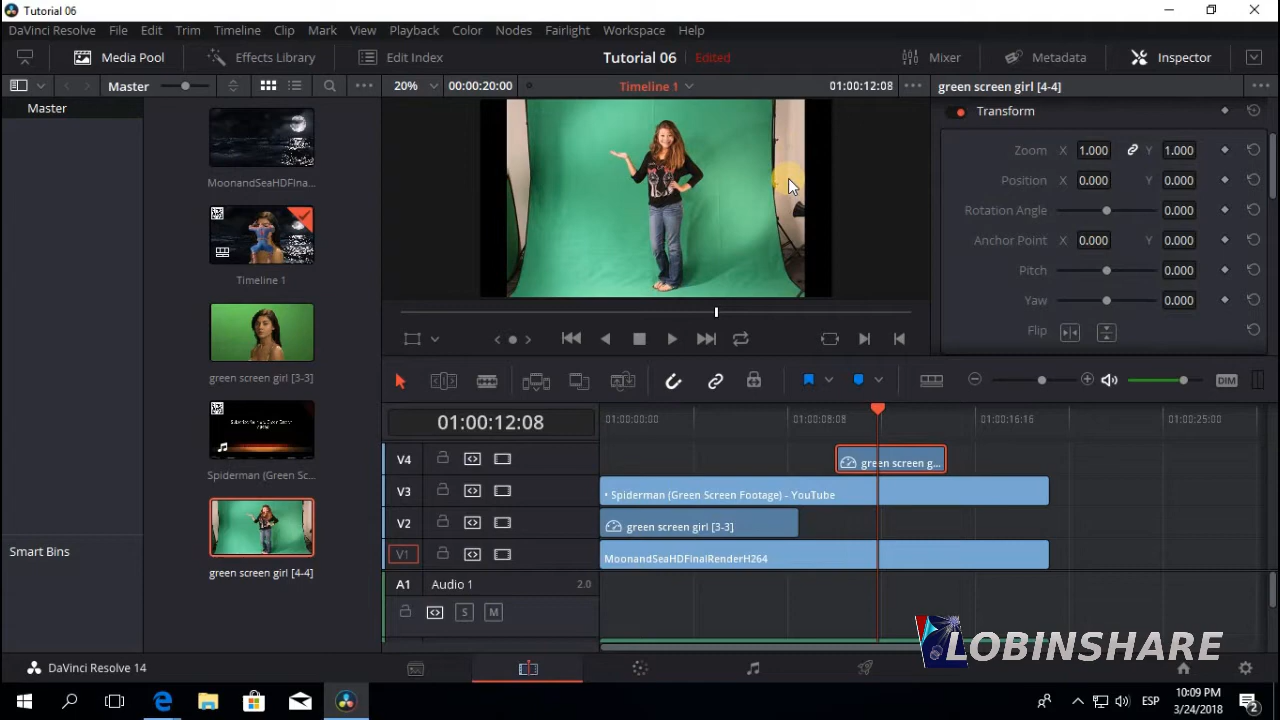 Tutorial 06
DaVinci Resolve File Edit Trim Timeline Clip Mark View Playback Color Nodes Fairlight Workspace Help
Media Pool Effects Library Edit Index Tutorial 06 Edited Mixer Metadata Inspector
Master 20% 00:00:20:00 Timeline 1 01:00:12:08 green screen girl [4-4]
Master
MoonandSeaHDFIna...
Timeline 1
green screen girl [3-3]
Spiderman (Green Sc...
green screen girl [4-4]
Smart Bins
Transform
Zoom X 1.000 Y 1.000
Position X 0.000 Y 0.000
Rotation Angle 0.000
Anchor Point X 0.000 Y 0.000
Pitch 0.000
Yaw 0.000
Flip
DIM
01:00:12:08 01:00:00:00 01:00:08:08 01:00:16:16 01:00:25:00
V4 green screen g...
V3 • Spiderman (Green Screen Footage) - YouTube
V2 green screen girl [3-3]
V1 MoonandSeaHDFInalRenderH264
A1 Audio 1 2.0
S M
LOBINSHARE
DaVinci Resolve 14
ESP 10:09 PM
3/24/2018 2